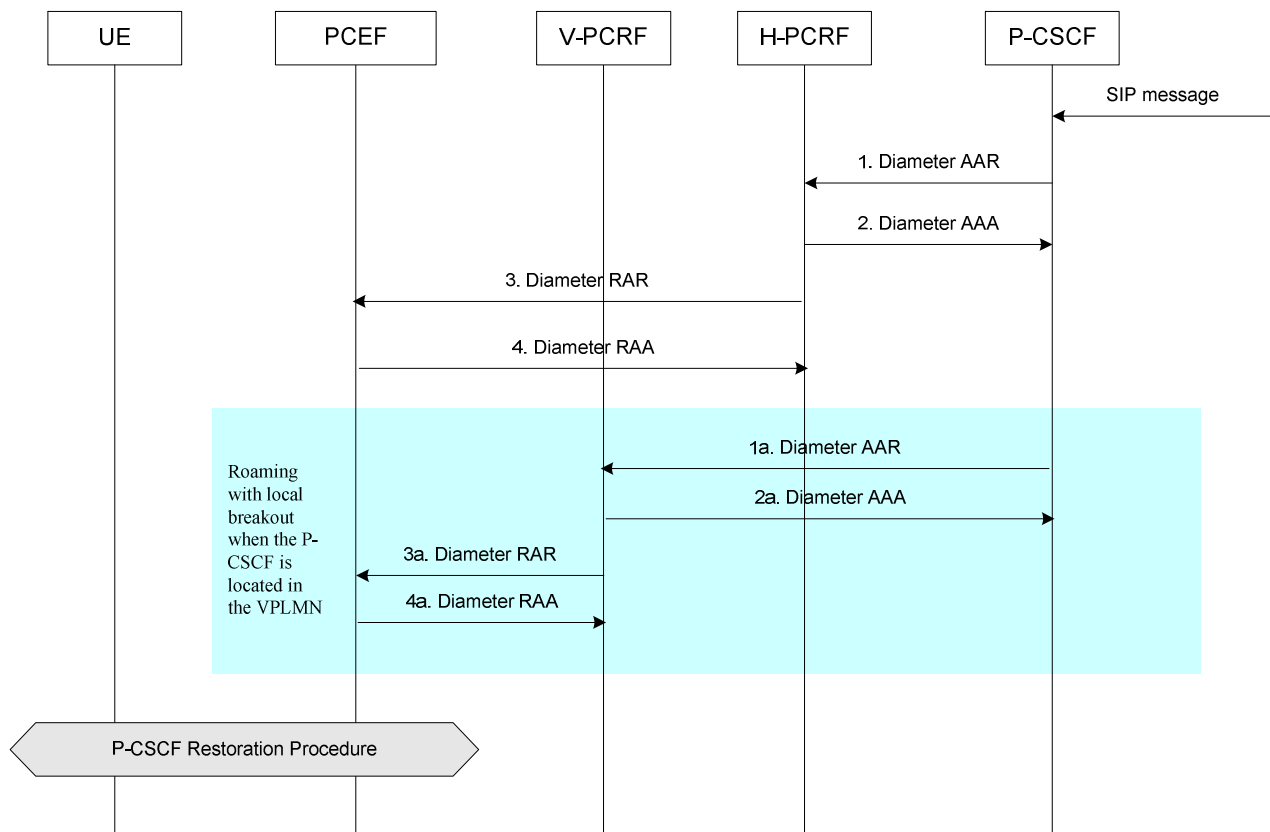 UE
PCEF
V-PCRF
H-PCRF
P-CSCF
SIP message
1. Diameter AAR
2. Diameter AAA
3. Diameter RAR
4. Diameter RAA
Roaming
with local
breakout
when the P-
CSCF is
located in
the VPLMN
1a. Diameter AAR
2a. Diameter AAA
3a. Diameter RAR
4a. Diameter RAA
P-CSCF Restoration Procedure